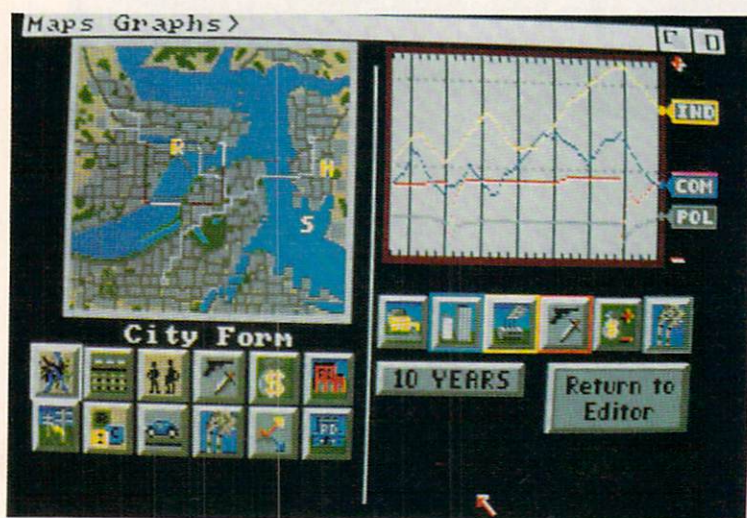 Maps Graphs>
C D
R
H
S
IND
COM
POL
City Form
10 YEARS
Return to
Editor